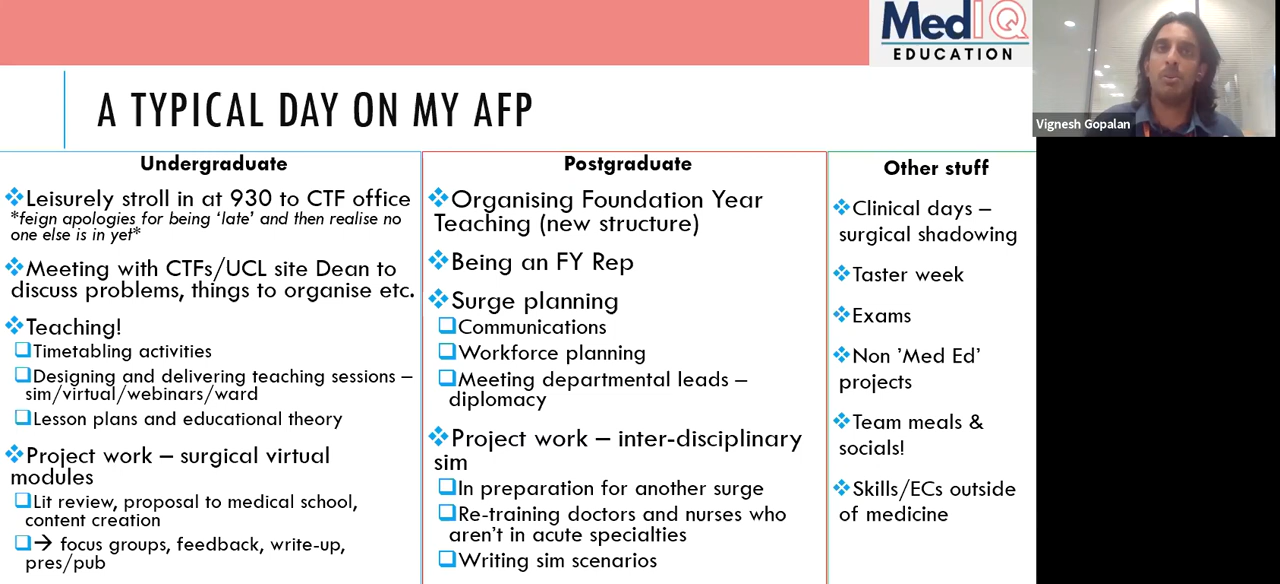 MedIQ
EDUCATION
Vignesh Gopalan
A TYPICAL DAY ON MY AFP
Undergraduate
❖Leisurely stroll in at 930 to CTF office
*feign apologies for being ‘late’ and then realise no
one else is in yet*
❖Meeting with CTFs/UCL site Dean to
discuss problems, things to organise etc.
❖Teaching!
❑Timetabling activities
❑Designing and delivering teaching sessions –
sim/virtual/webinars/ward
❑Lesson plans and educational theory
❖Project work – surgical virtual
modules
❑Lit review, proposal to medical school,
content creation
❑→ focus groups, feedback, write-up,
pres/pub
Postgraduate
❖Organising Foundation Year
Teaching (new structure)
❖Being an FY Rep
❖Surge planning
❑Communications
❑Workforce planning
❑Meeting departmental leads –
diplomacy
❖Project work – inter-disciplinary
sim
❑In preparation for another surge
❑Re-training doctors and nurses who
aren’t in acute specialties
❑Writing sim scenarios
Other stuff
❖Clinical days –
surgical shadowing
❖Taster week
❖Exams
❖Non ’Med Ed’
projects
❖Team meals &
socials!
❖Skills/ECs outside
of medicine